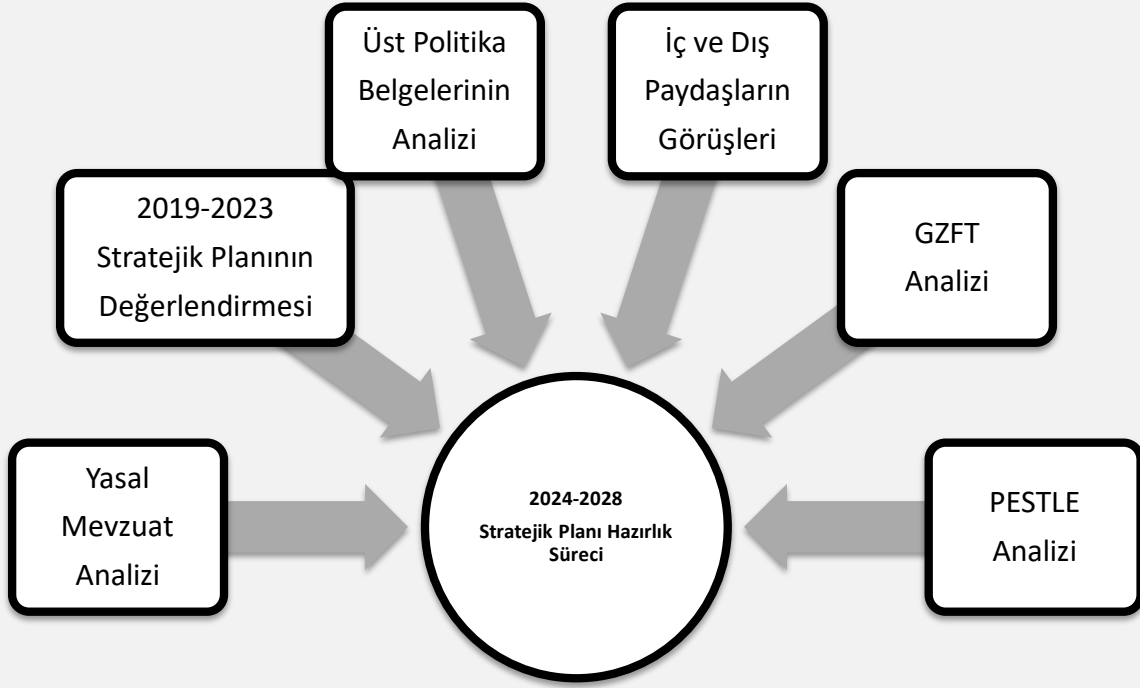 Üst Politika
Belgelerinin
Analizi
İç ve Dış
Paydaşların
Görüşleri
2019-2023
Stratejik Planının
Değerlendirmesi
GZFT
Analizi
Yasal
Mevzuat
Analizi
2024-2028
Stratejik Planı Hazırlık
Süreci
PESTLE
Analizi